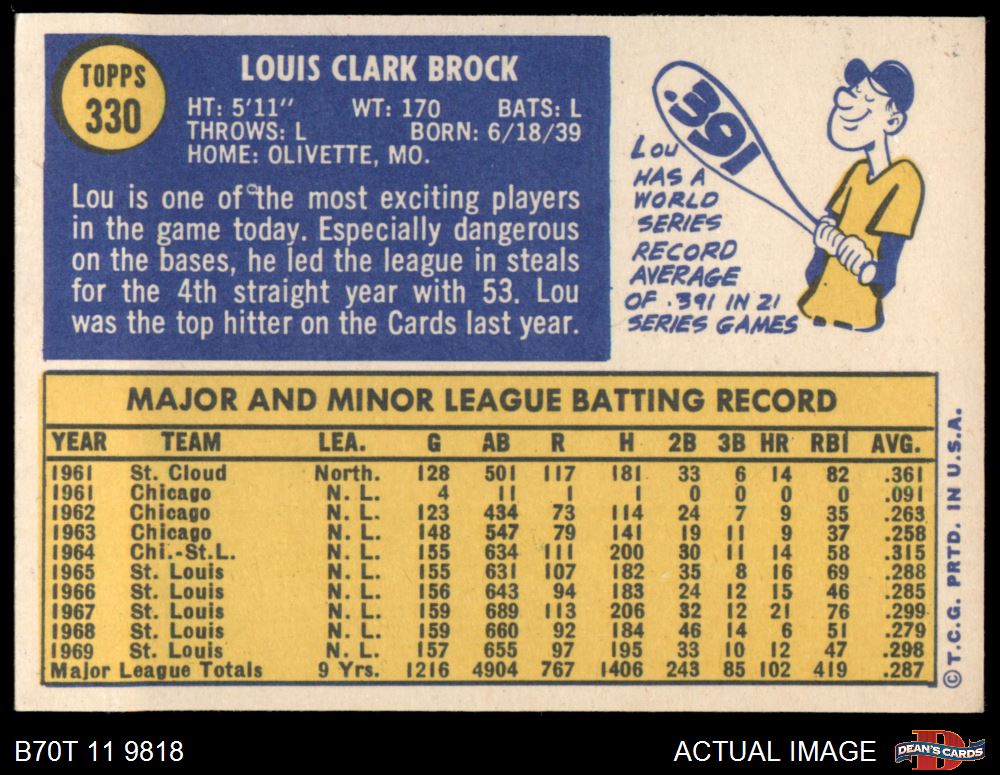 TOPPS
330
LOUIS CLARK BROCK
HT: 5'11" WT: 170 BATS: L
THROWS: L BORN: 6/18/39
HOME: OLIVETTE, MO.
Lou is one of the most exciting players
in the game today. Especially dangerous
on the bases, he led the league in steals
for the 4th straight year with 53. Lou
was the top hitter on the Cards last year.
.391
LOU
HAS A
WORLD
SERIES
RECORD
AVERAGE
OF .391 IN 21
SERIES GAMES
MAJOR AND MINOR LEAGUE BATTING RECORD
YEAR TEAM LEA. G AB R H 2B 3B HR RBI AVG.
1961 St. Cloud North. 128 501 117 181 33 6 14 82 .361
1961 Chicago N. L. 4 11 1 1 0 0 0 0 .091
1962 Chicago N. L. 123 434 73 114 24 7 9 35 .263
1963 Chicago N. L. 148 547 79 141 19 11 9 37 .258
1964 Chi.-St.L. N. L. 155 634 111 200 30 11 14 58 .315
1965 St. Louis N. L. 155 631 107 182 35 8 16 69 .288
1966 St. Louis N. L. 156 643 94 183 24 12 15 46 .285
1967 St. Louis N. L. 159 689 113 206 32 12 21 76 .299
1968 St. Louis N. L. 159 660 92 184 46 14 6 51 .279
1969 St. Louis N. L. 157 655 97 195 33 10 12 47 .298
Major League Totals 9 Yrs. 1216 4904 767 1406 243 85 102 419 .287
© T.C.G. PRTD. IN U.S.A.
B70T 11 9818
ACTUAL IMAGE
DEAN'S CARDS